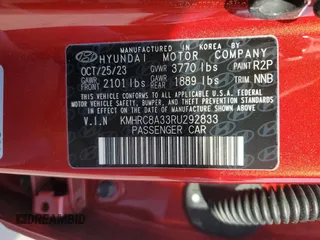 MANUFACTURED IN KOREA BY
HYUNDAI MOTOR COMPANY
OCT/25/23 GVWR 3770 lbs PAINT R2P
GAWR FRONT 2101 lbs GAWR REAR 1889 lbs TRIM NNB
THIS VEHICLE CONFORMS TO ALL APPLICABLE
FEDERAL MOTOR VEHICLE SAFETY, BUMPER, AND
THEFT PREVENTION STANDARDS IN EFFECT ON
THE DATE OF MANUFACTURE SHOWN ABOVE.
V.I.N KMHRC8A33RU292833
PASSENGER CAR
KIDREAMBID